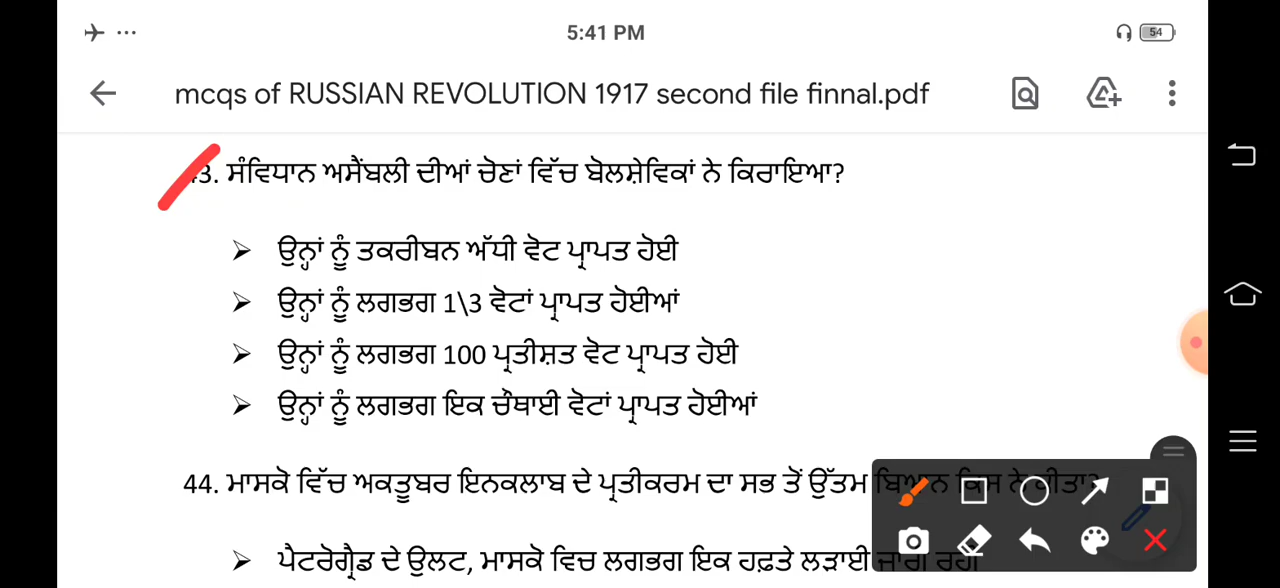 5:41 PM
54
mcqs of RUSSIAN REVOLUTION 1917 second file finnal.pdf
3. ਸੰਵਿਧਾਨ ਅਸੈਂਬਲੀ ਦੀਆਂ ਚੋਣਾਂ ਵਿੱਚ ਬੋਲਸ਼ੇਵਿਕਾਂ ਨੇ ਕਿਰਾਇਆ?
➢ ਉਨ੍ਹਾਂ ਨੂੰ ਤਕਰੀਬਨ ਅੱਧੀ ਵੋਟ ਪ੍ਰਾਪਤ ਹੋਈ
➢ ਉਨ੍ਹਾਂ ਨੂੰ ਲਗਭਗ 1\3 ਵੋਟਾਂ ਪ੍ਰਾਪਤ ਹੋਈਆਂ
➢ ਉਨ੍ਹਾਂ ਨੂੰ ਲਗਭਗ 100 ਪ੍ਰਤੀਸ਼ਤ ਵੋਟ ਪ੍ਰਾਪਤ ਹੋਈ
➢ ਉਨ੍ਹਾਂ ਨੂੰ ਲਗਭਗ ਇਕ ਚੌਥਾਈ ਵੋਟਾਂ ਪ੍ਰਾਪਤ ਹੋਈਆਂ
44. ਮਾਸਕੋ ਵਿੱਚ ਅਕਤੂਬਰ ਇਨਕਲਾਬ ਦੇ ਪ੍ਰਤੀਕਰਮ ਦਾ ਸਭ ਤੋਂ ਉੱਤਮ ਬਿਆਨ ਕਿਸ ਨੇ ਕੀਤਾ?
➢ ਪੈਟਰੋਗ੍ਰੈਡ ਦੇ ਉਲਟ, ਮਾਸਕੋ ਵਿਚ ਲਗਭਗ ਇਕ ਹਫ਼ਤੇ ਲੜਾਈ ਜਾਰੀ ਰਹੀ